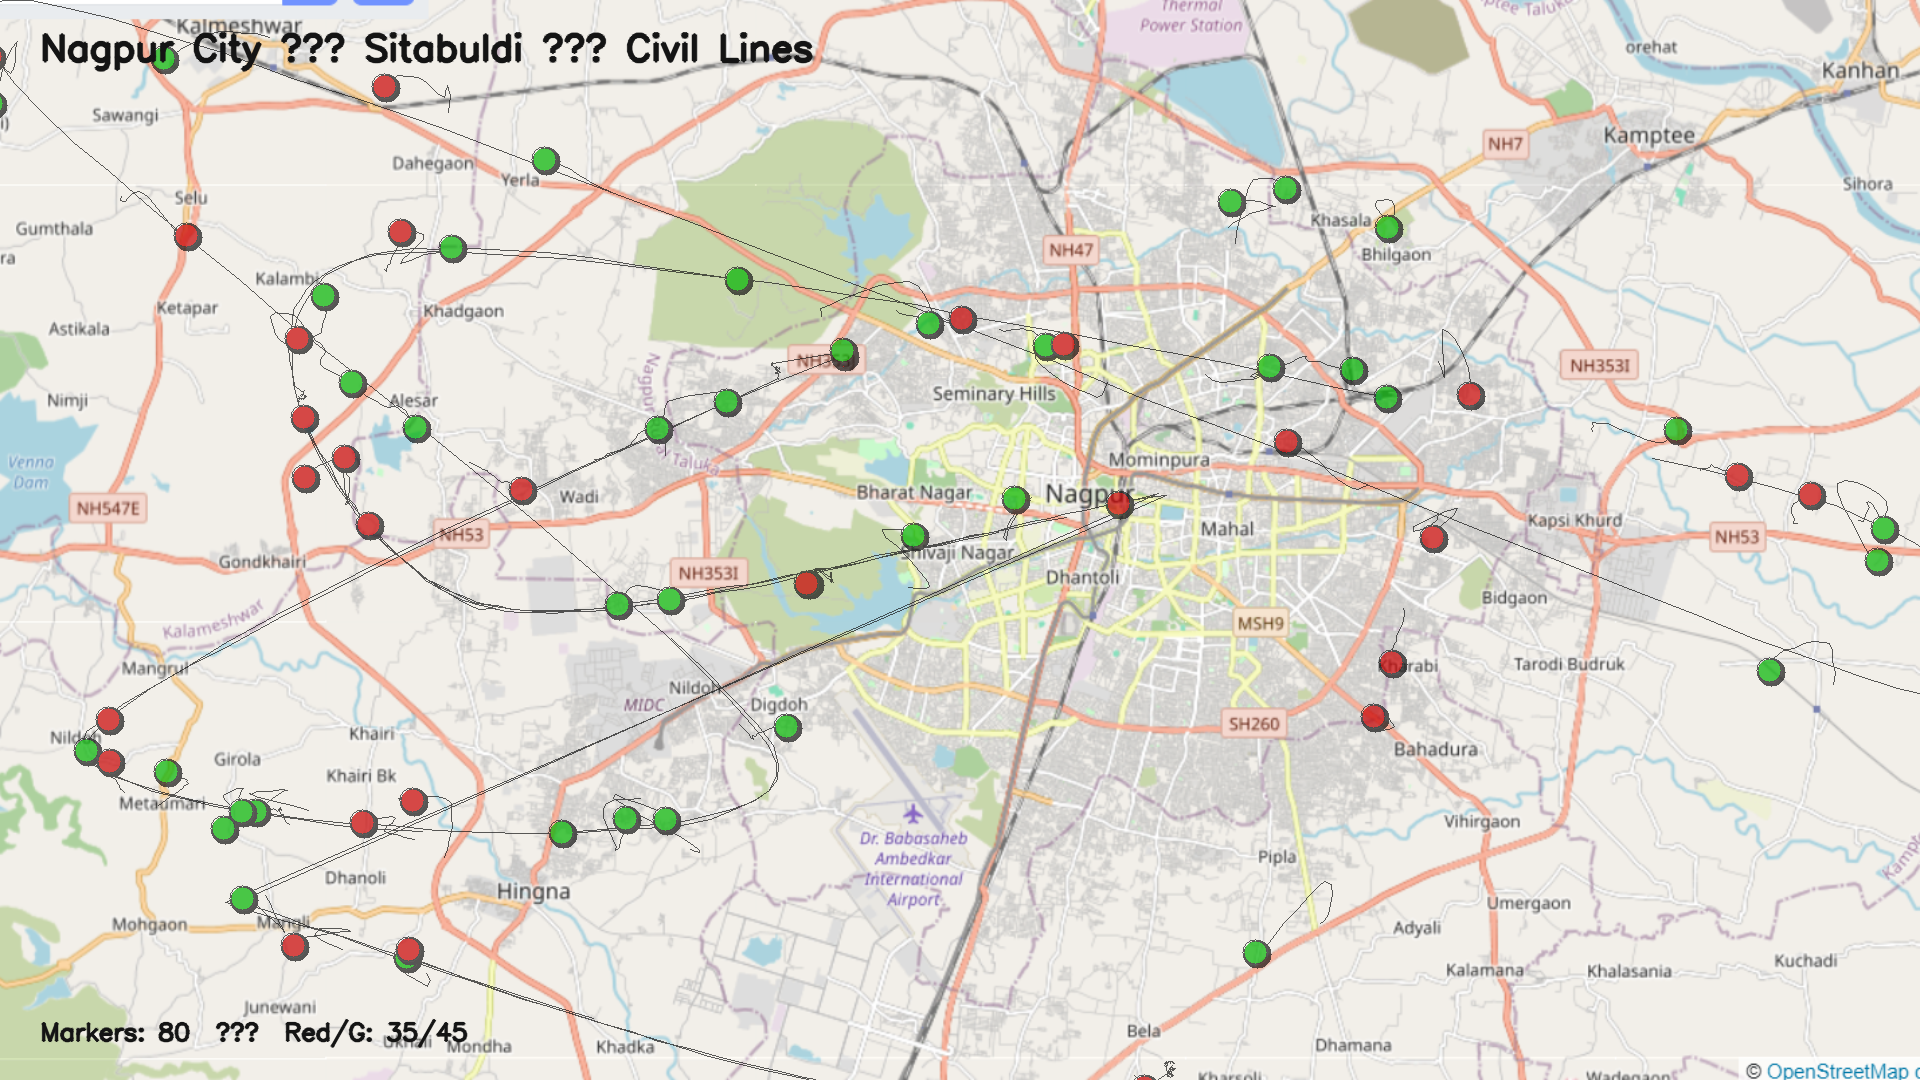 Thermal
Power Station
Kalmeshwar
orehat
Nagpur City ??? Sitabuldi ??? Civil Lines
Kanhan
Sawangi
Kamptee
NH7
Dahegaon
Yerla
Sihora
Selu
Khasala
Gumthala
NH47
Bhilgaon
ra
Kalambi
Ketapar
Khadgaon
Astikala
NH353I
Seminary Hills
Nimji
Alesar
Taluka
Venna
Dam
Mominpura
Bharat Nagar
Nagpur
Wadi
NH547E
Mahal
Kapsi Khurd
NH53
NH53
Shivaji Nagar
Gondkhairi
NH353I
Dhantoli
Bidgaon
Kalameshwar
MSH9
Mangrul
Kharabi
Tarodi Budruk
Nildoh
MIDC
Digdoh
SH260
Nildoh
Khairi
Bahadura
Girola
Khairi Bk
Metaumari
Vihirgaon
Dr. Babasaheb
Ambedkar
International
Airport
Pipla
Dhanoli
Hingna
Umergaon
Mohgaon
Mangli
Adyali
Kuchadi
Kalamana
Khalasania
Junewani
Markers: 80 ??? Red/G: 35/45
Bela
Mondha
Khadka
Dhamana
Kharsoli
Wadegaon
© OpenStreetMap